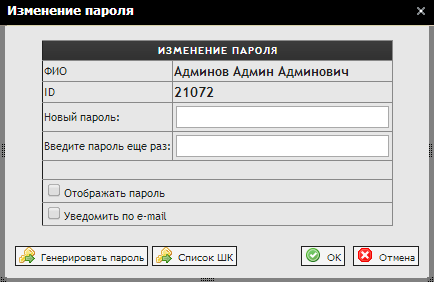 Изменение пароля
ИЗМЕНЕНИЕ ПАРОЛЯ
ФИО Админов Админ Админович
ID 21072
Новый пароль:
Введите пароль еще раз:
Отображать пароль
Уведомить по e-mail
Генерировать пароль Список ШК OK Отмена